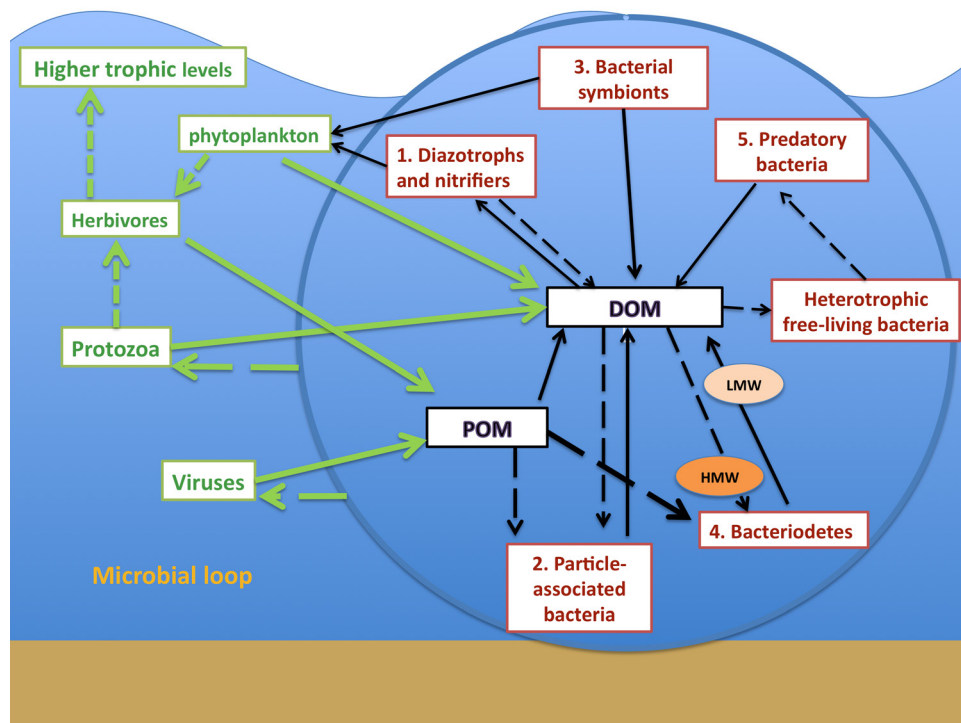 Higher trophic levels
3. Bacterial
symbionts
phytoplankton
1. Diazotrophs
and nitrifiers
5. Predatory
bacteria
Herbivores
DOM
Heterotrophic
free-living bacteria
Protozoa
LMW
POM
HMW
Viruses
4. Bacteriodetes
2. Particle-
associated
bacteria
Microbial loop